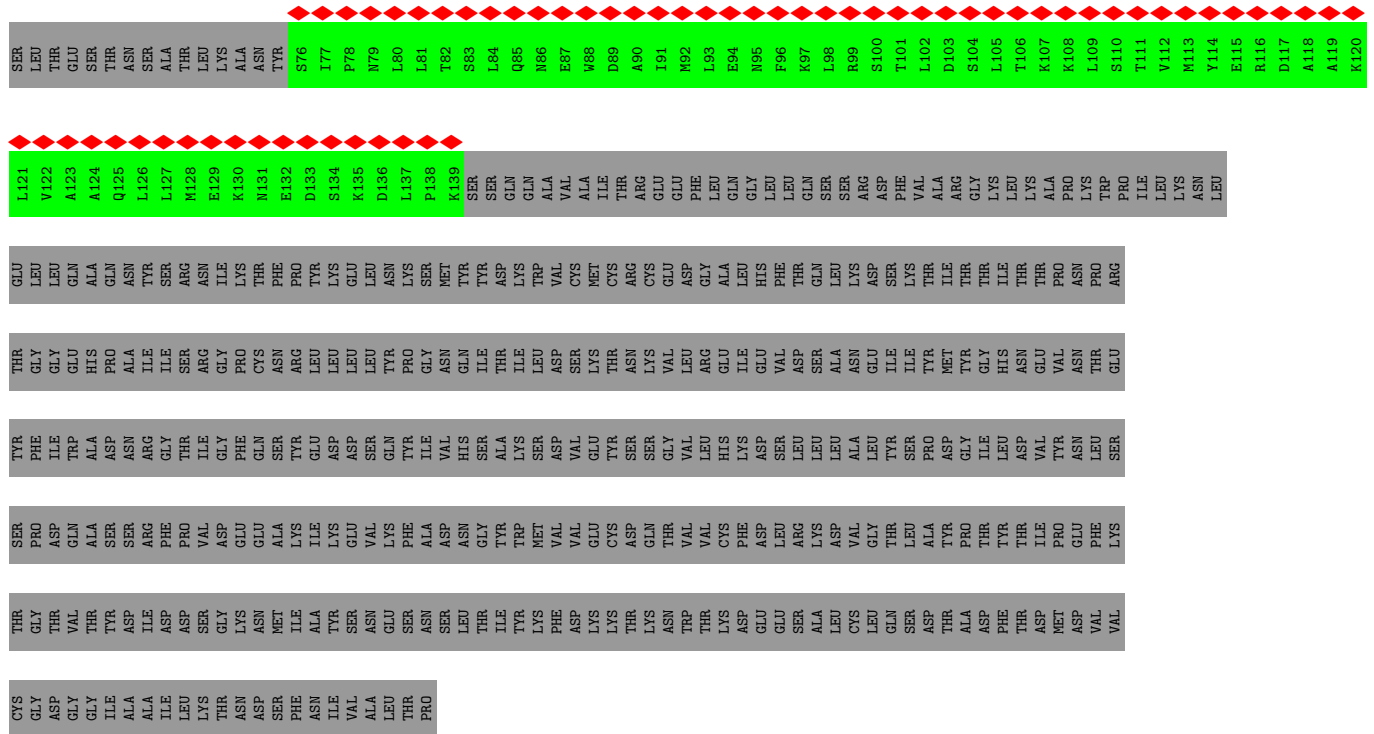 SER LEU THR GLU SER THR ASN SER ALA THR LEU LYS ALA ASN TYR S76 I77 P78 N79 L80 L81 T82 S83 L84 Q85 N86 E87 W88 D89 A90 I91 M92 L93 E94 N95 F96 K97 L98 R99 S100 T101 L102 D103 S104 L105 T106 K107 K108 L109 S110 T111 V112 M113 Y114 E115 R116 D117 A118 A119 K120
L121 V122 A123 A124 Q125 L126 L127 M128 E129 K130 N131 E132 D133 S134 K135 D136 L137 P138 K139 SER SER GLN GLN ALA VAL ALA ILE THR ARG GLU GLU PHE LEU GLN GLY LEU LEU GLN SER SER ARG ASP PHE VAL ALA ARG GLY LYS LEU LYS ALA PRO LYS TRP PRO ILE LEU LYS ASN LEU
GLU LEU LEU GLN ALA GLN ASN TYR SER ARG ASN ILE LYS THR PHE PRO TYR LYS GLU LEU ASN LYS SER MET TYR TYR ASP LYS TRP VAL CYS MET CYS ARG CYS GLU ASP GLY ALA LEU HIS PHE THR GLN LEU LYS ASP SER LYS THR ILE THR THR ILE THR THR PRO ASN PRO ARG
THR GLY GLY GLU HIS PRO ALA ILE ILE SER ARG GLY PRO CYS ASN ARG LEU LEU LEU LEU TYR PRO GLY ASN GLN ILE THR ILE LEU ASP SER LYS THR ASN LYS VAL LEU ARG GLU ILE GLU VAL ASP SER ALA ASN GLU ILE ILE TYR MET TYR GLY HIS ASN GLU VAL ASN THR GLU
TYR PHE ILE TRP ALA ASP ASN ARG GLY THR ILE GLY PHE GLN SER TYR GLU ASP ASP SER GLN TYR ILE VAL HIS SER ALA LYS SER ASP VAL GLU TYR SER SER GLY VAL LEU HIS LYS ASP SER LEU LEU LEU ALA LEU TYR SER PRO ASP GLY ILE LEU ASP VAL TYR ASN LEU SER
SER PRO ASP GLN ALA SER SER ARG PHE PRO VAL ASP GLU GLU ALA LYS ILE LYS GLU VAL LYS PHE ALA ASP ASN GLY TYR TRP MET VAL VAL GLU CYS ASP GLN THR VAL VAL CYS PHE ASP LEU ARG LYS ASP VAL GLY THR LEU ALA TYR PRO THR TYR THR ILE PRO GLU PHE LYS
THR GLY THR VAL THR TYR ASP ILE ASP ASP SER GLY LYS ASN MET ILE ALA TYR SER ASN GLU SER ASN SER LEU THR ILE TYR LYS PHE ASP LYS LYS THR LYS ASN TRP THR LYS ASP GLU GLU SER ALA LEU CYS LEU GLN SER ASP THR ALA ASP PHE THR ASP MET ASP VAL VAL
CYS GLY ASP GLY GLY ILE ALA ALA ILE LEU LYS THR ASN ASP SER PHE ASN ILE VAL ALA LEU THR PRO